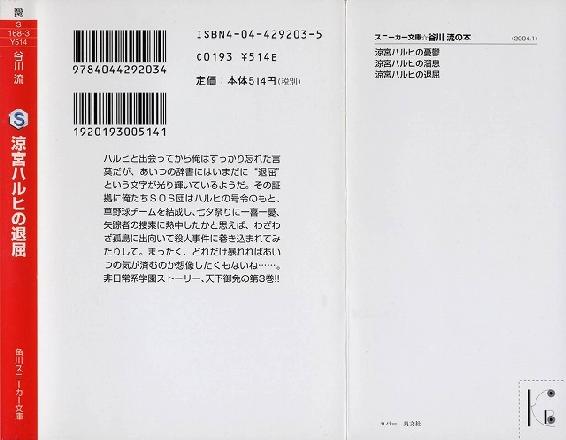 3
168-3
¥514
谷川 流
S
涼宮ハルヒの退屈
角川スニーカー文庫
9784044292034
1920193005141
ISBN4-04-429203-5
C0193 ¥514E
定価:本体514円(税別)
ハルヒと出会ってから俺はすっかり忘れた言
葉だが、あいつの辞書にはいまだに“退屈”
という文字が光り輝いているようだ。その証
拠に俺たちSOS団はハルヒの号令のもと、
草野球チームを結成し、七夕祭りに一喜一憂、
失踪者の捜索に熱中したかと思えば、わざわ
ざ孤島に出向いて殺人事件に巻き込まれてみ
たりして。まったく、どれだけ暴れればあい
つの気が済むのか想像したくもないね……。
非日常系学園ストーリー、天下御免の第3巻!!
スニーカー文庫☆谷川 流の本
(2004.1)
涼宮ハルヒの憂鬱
涼宮ハルヒの溜息
涼宮ハルヒの退屈